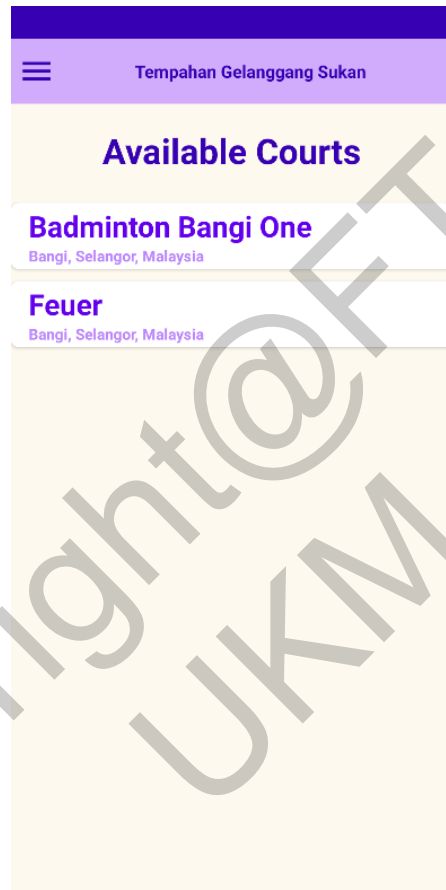 Tempahan Gelanggang Sukan
Available Courts
Badminton Bangi One
Bangi, Selangor, Malaysia
Feuer
Bangi, Selangor, Malaysia
ight@FT
UKM